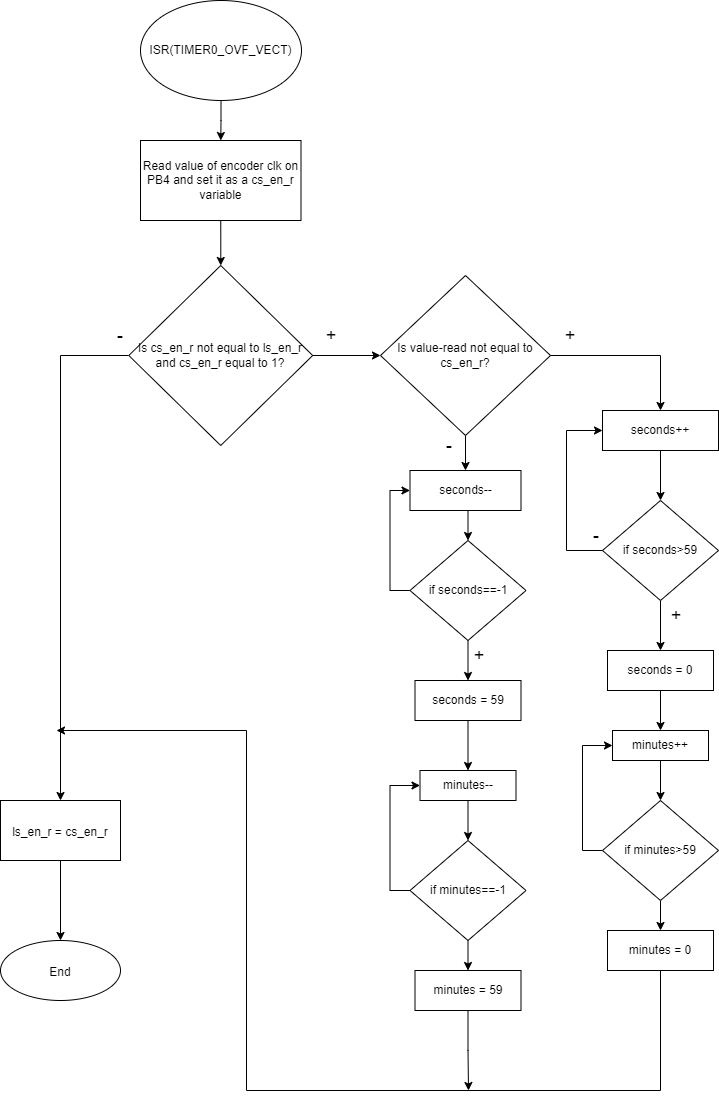 ISR(TIMER0_OVF_VECT)
Read value of encoder clk on
PB4 and set it as a cs_en_r
variable
-
Is cs_en_r not equal to ls_en_r
and cs_en_r equal to 1?
+
Is value-read not equal to
cs_en_r?
+
-
seconds++
seconds--
-
if seconds>59
if seconds==-1
+
+
seconds = 0
seconds = 59
minutes++
minutes--
ls_en_r = cs_en_r
if minutes>59
if minutes==-1
minutes = 0
End
minutes = 59